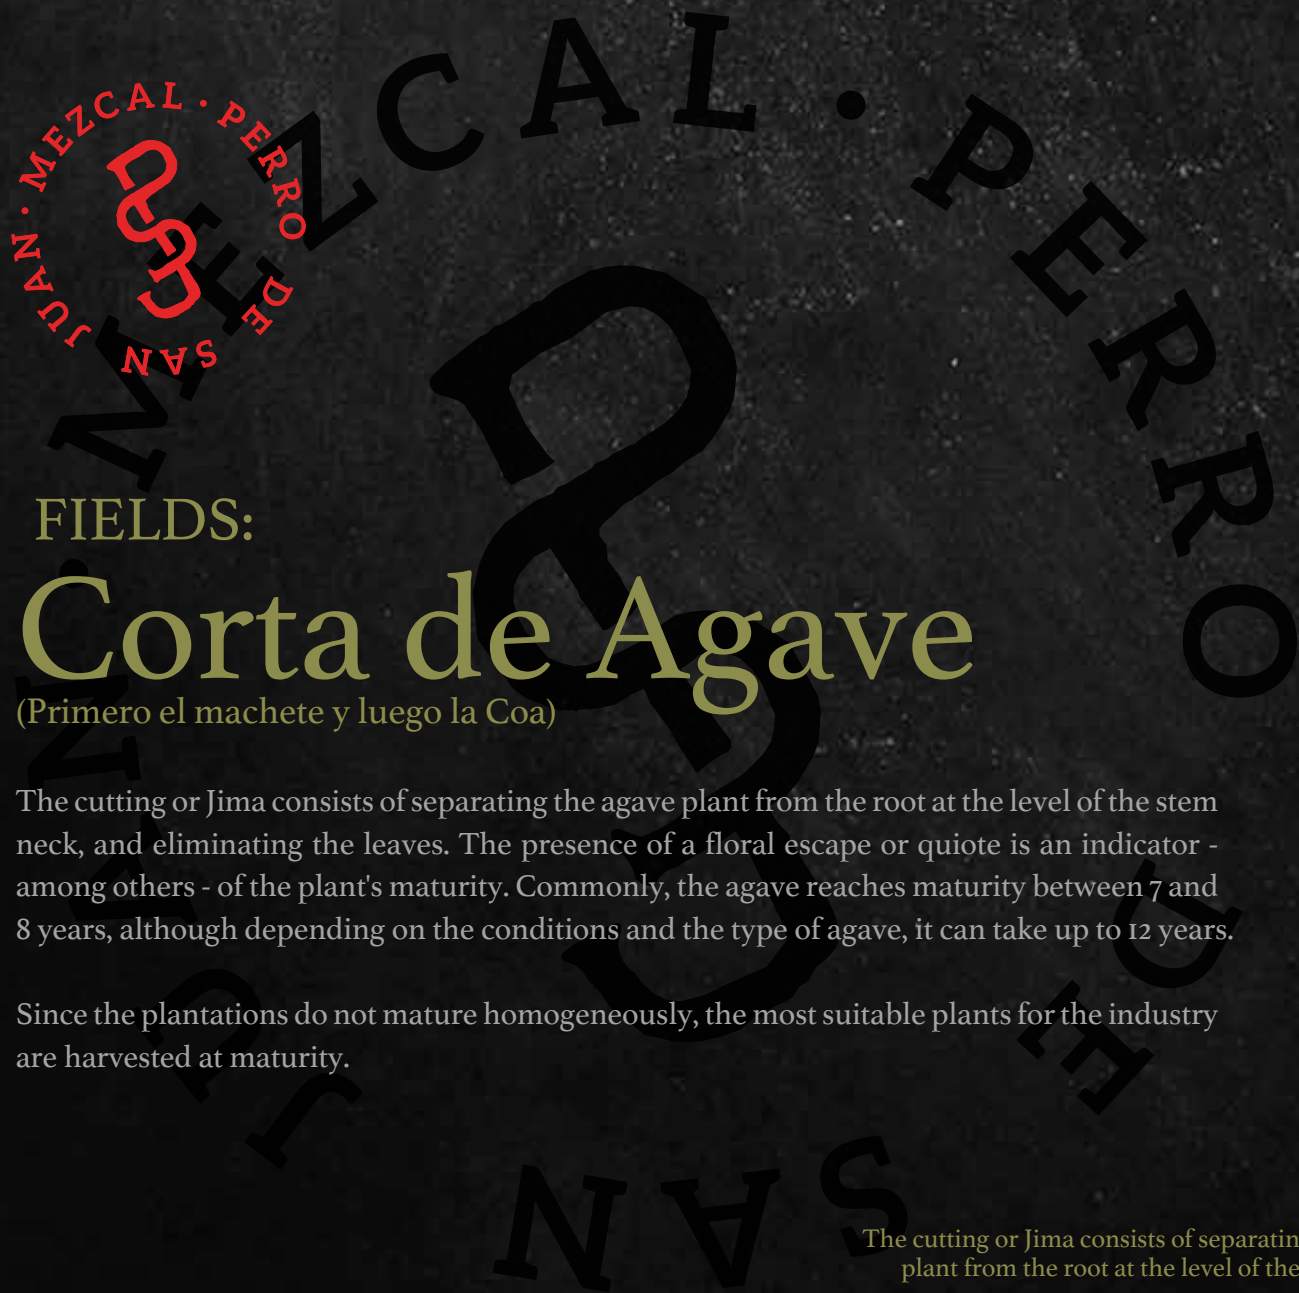 MEZCAL · PERRO DE SAN JUAN ·
MEZCAL · PERRO DE SAN JUAN ·
FIELDS:
Corta de Agave
(Primero el machete y luego la Coa)
The cutting or Jima consists of separating the agave plant from the root at the level of the stem
neck, and eliminating the leaves. The presence of a floral escape or quiote is an indicator -
among others - of the plant's maturity. Commonly, the agave reaches maturity between 7 and
8 years, although depending on the conditions and the type of agave, it can take up to 12 years.
Since the plantations do not mature homogeneously, the most suitable plants for the industry
are harvested at maturity.
The cutting or Jima consists of separatin
plant from the root at the level of the